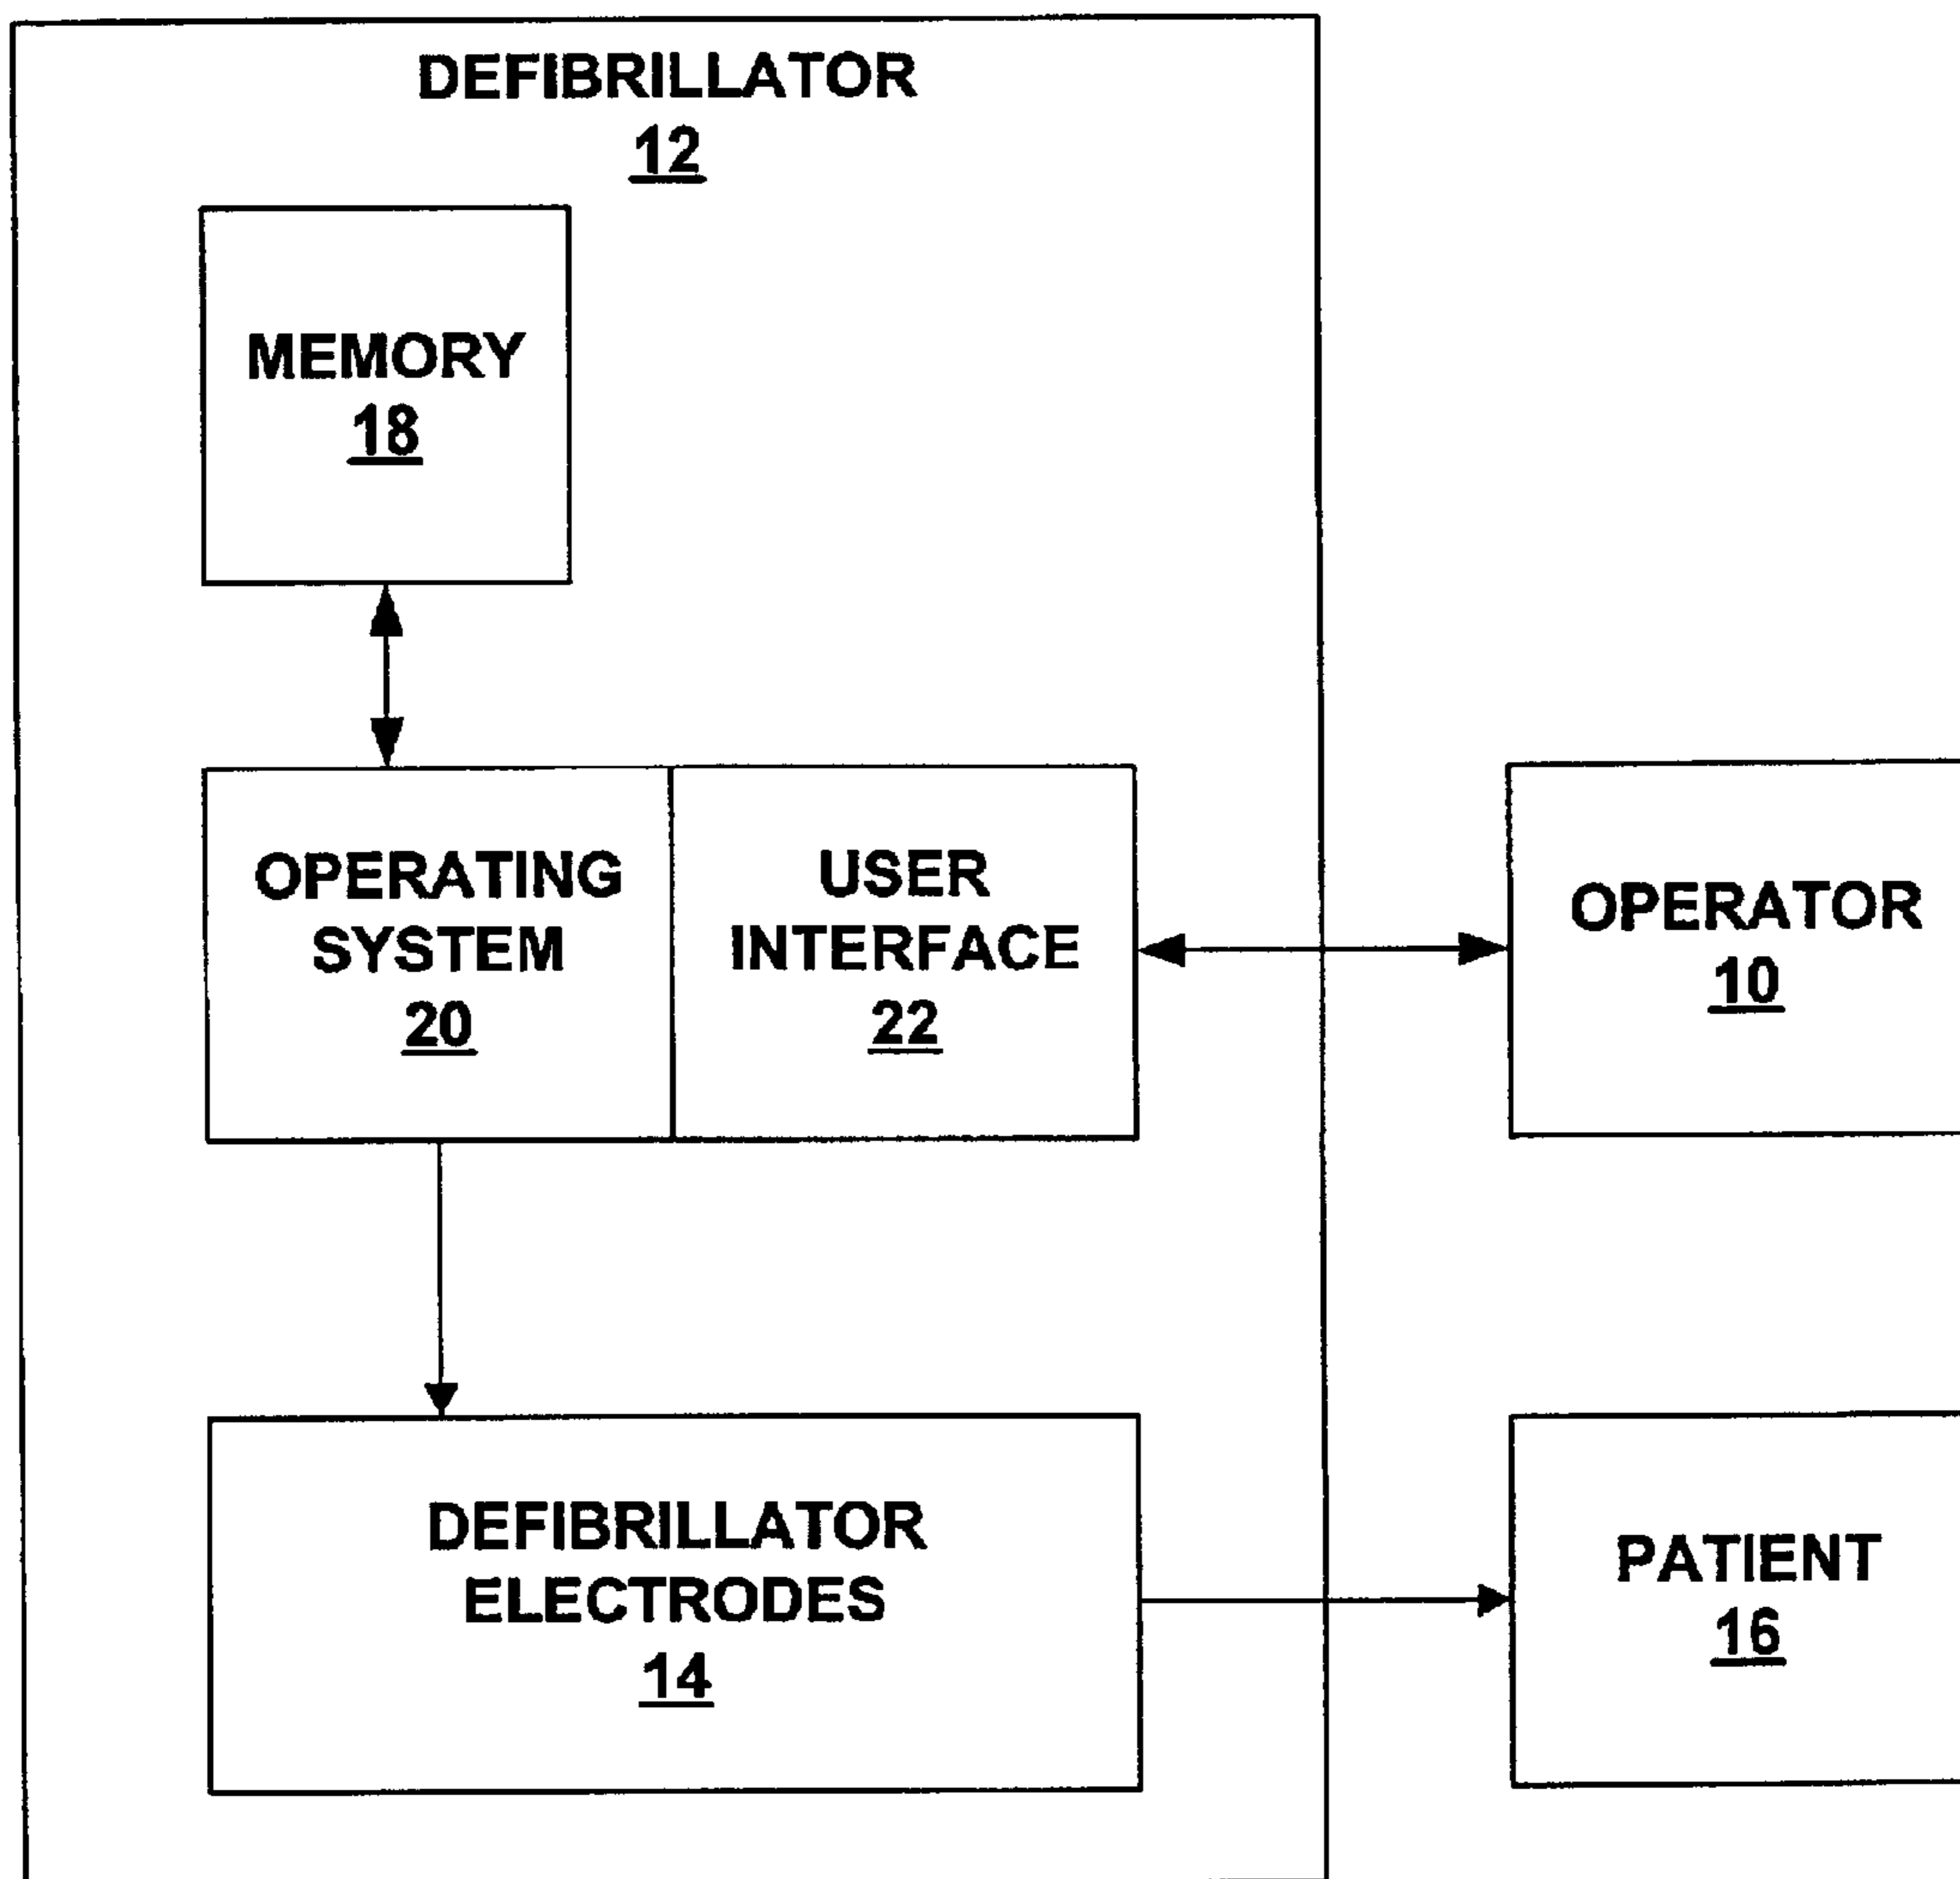 DEFIBRILLATOR
12
MEMORY
18
OPERATING
SYSTEM
20
USER
INTERFACE
22
OPERATOR
10
DEFIBRILLATOR
ELECTRODES
14
PATIENT
16